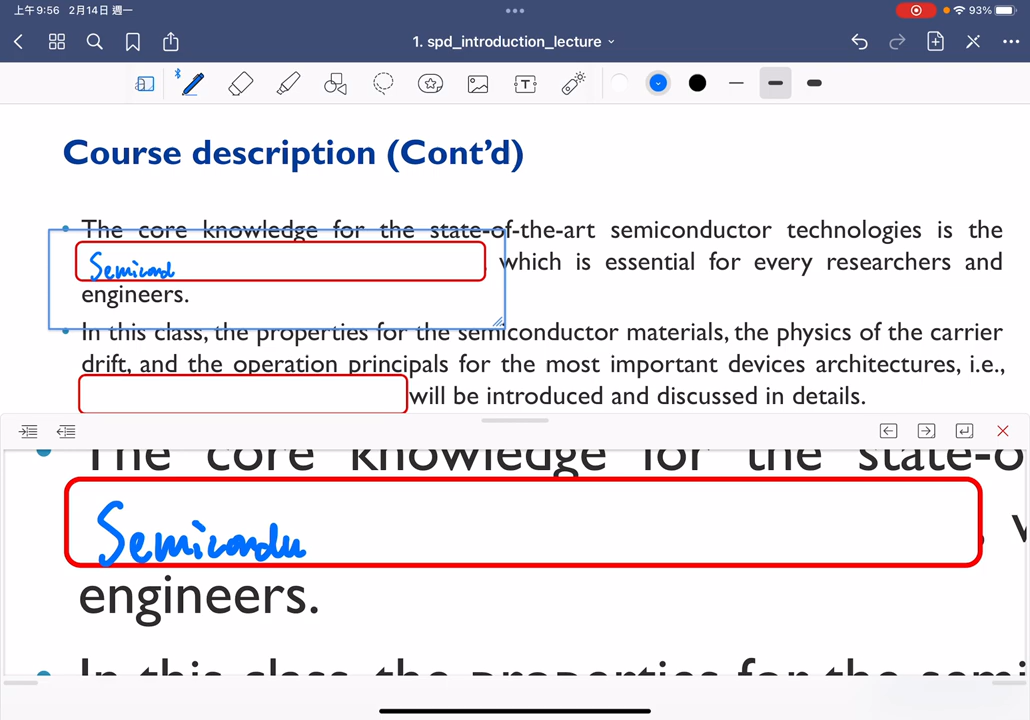 上午9:56 2月14日 週一
93%
1. spd_introduction_lecture
T
Course description (Cont'd)
• The core knowledge for the state-of-the-art semiconductor technologies is the
Semicond which is essential for every researchers and
engineers.
• In this class, the properties for the semiconductor materials, the physics of the carrier
drift, and the operation principals for the most important devices architectures, i.e.,
will be introduced and discussed in details.
The core knowledge for the state-o
Semicondu
engineers.
In this class, the properties for the semi